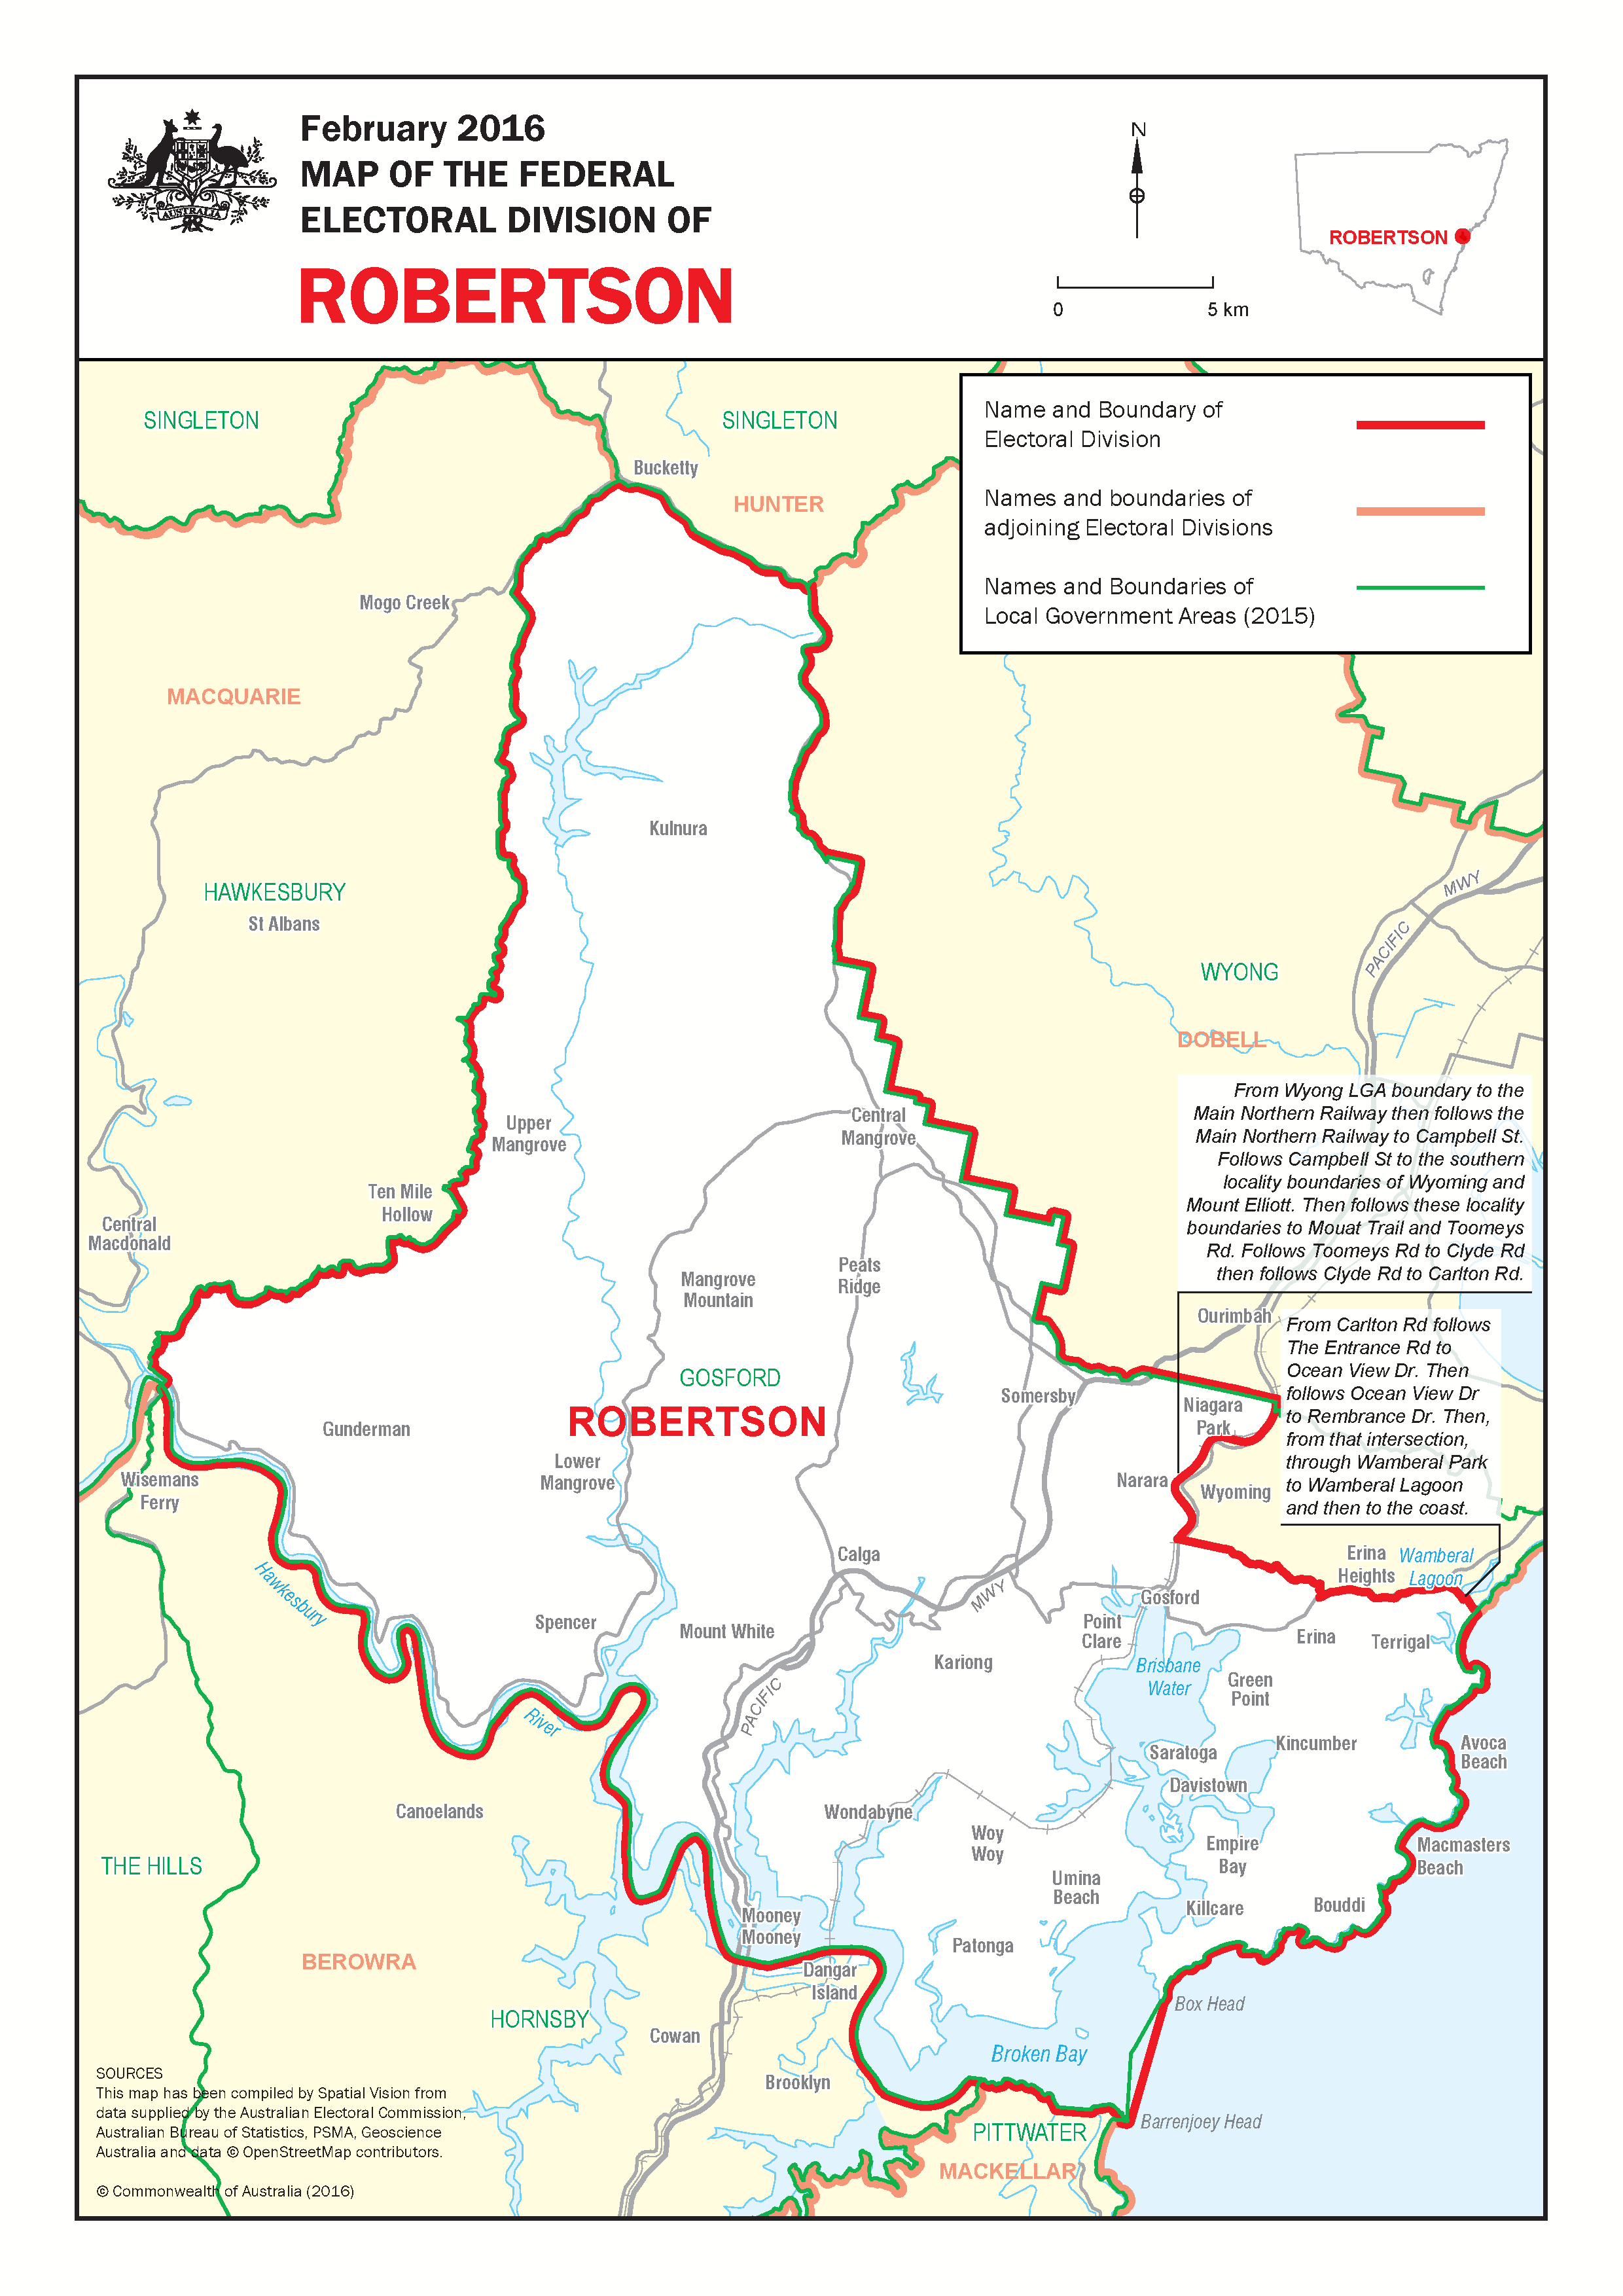 February 2016
MAP OF THE FEDERAL
ELECTORAL DIVISION OF
ROBERTSON
AUSTRALIA
N
0
5 km
ROBERTSON
Name and Boundary of
Electoral Division
Names and boundaries of
adjoining Electoral Divisions
Names and Boundaries of
Local Government Areas (2015)
SINGLETON
SINGLETON
Bucketty
HUNTER
Mogo Creek
MACQUARIE
Kulnura
HAWKESBURY
St Albans
MWY
PACIFIC
WYONG
DOBELL
From Wyong LGA boundary to the
Main Northern Railway then follows the
Main Northern Railway to Campbell St.
Follows Campbell St to the southern
locality boundaries of Wyoming and
Mount Elliott. Then follows these locality
boundaries to Mouat Trail and Toomeys
Rd. Follows Toomeys Rd to Clyde Rd
then follows Clyde Rd to Carlton Rd.
Central
Mangrove
Upper
Mangrove
Ten Mile
Hollow
Central
Macdonald
Peats
Ridge
Mangrove
Mountain
Ourimbah
From Carlton Rd follows
The Entrance Rd to
Ocean View Dr. Then
follows Ocean View Dr
to Rembrance Dr. Then,
from that intersection,
through Wamberal Park
to Wamberal Lagoon
and then to the coast.
GOSFORD
ROBERTSON
Somersby
Niagara
Park
Gunderman
Lower
Mangrove
Wisemans
Ferry
Narara
Wyoming
Calga
Erina
Heights
Wamberal
Lagoon
Hawkesbury
River
MWY
Gosford
Spencer
Mount White
Point
Clare
Erina
Terrigal
Kariong
Brisbane
Water
Green
Point
PACIFIC
Saratoga
Kincumber
Avoca
Beach
Davistown
Canoelands
Wondabyne
Woy
Woy
Empire
Bay
Macmasters
Beach
THE HILLS
Umina
Beach
Killcare
Bouddi
Mooney
Mooney
Patonga
BEROWRA
Dangar
Island
Box Head
HORNSBY
Cowan
Broken Bay
Brooklyn
Barrenjoey Head
PITTWATER
MACKELLAR
SOURCES
This map has been compiled by Spatial Vision from
data supplied by the Australian Electoral Commission,
Australian Bureau of Statistics, PSMA, Geoscience
Australia and data © OpenStreetMap contributors.
© Commonwealth of Australia (2016)